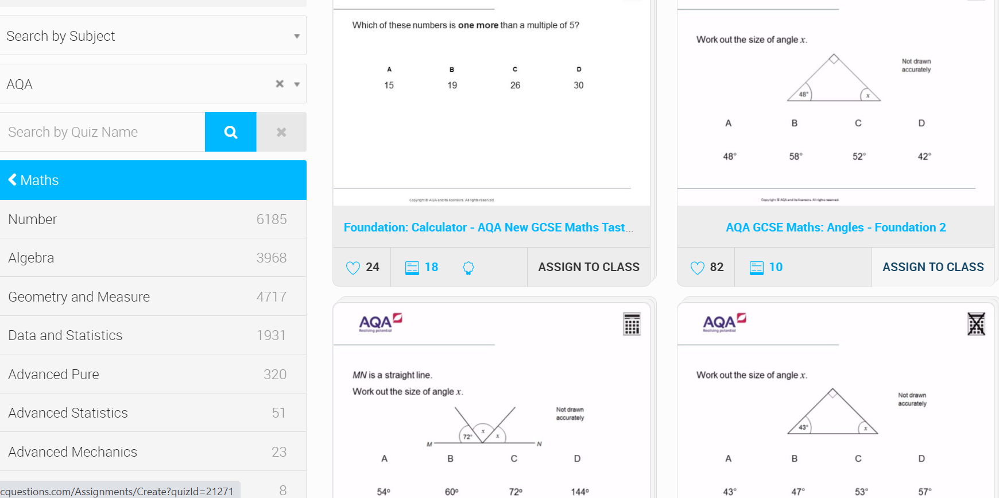 Search by Subject
AQA
Search by Quiz Name
Maths
Number 6185
Algebra 3968
Geometry and Measure 4717
Data and Statistics 1931
Advanced Pure 320
Advanced Statistics 51
Advanced Mechanics 23
8
cquestions.com/Assignments/Create?quizId=21271
Which of these numbers is one more than a multiple of 5?
A B C D
15 19 26 30
Copyright © AQA and its licensors. All rights reserved.
Foundation: Calculator - AQA New GCSE Maths Tast...
24 18 ASSIGN TO CLASS
Work out the size of angle x.
Not drawn
accurately
48° x
A B C D
48° 58° 52° 42°
Copyright © AQA and its licensors. All rights reserved.
AQA GCSE Maths: Angles - Foundation 2
82 10 ASSIGN TO CLASS
AQA
Realising potential
MN is a straight line.
Work out the size of angle x.
Not drawn
accurately
72° x x
M N
A B C D
54° 60° 72° 144°
AQA
Realising potential
Work out the size of angle x.
Not drawn
accurately
43° x
A B C D
43° 47° 53° 57°